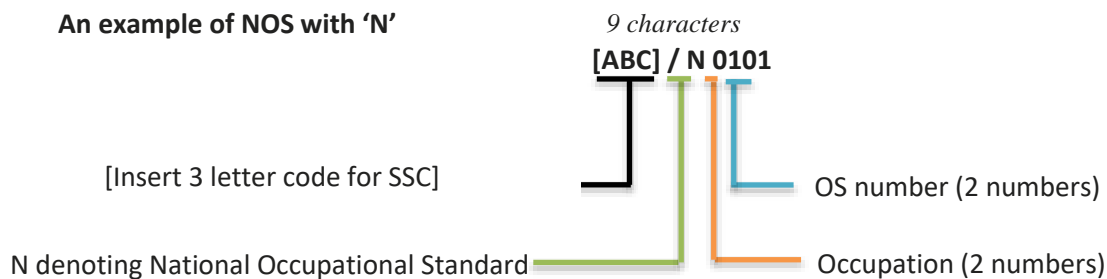 An example of NOS with ‘N’
9 characters
[ABC] / N 0101
[Insert 3 letter code for SSC]
OS number (2 numbers)
N denoting National Occupational Standard
Occupation (2 numbers)